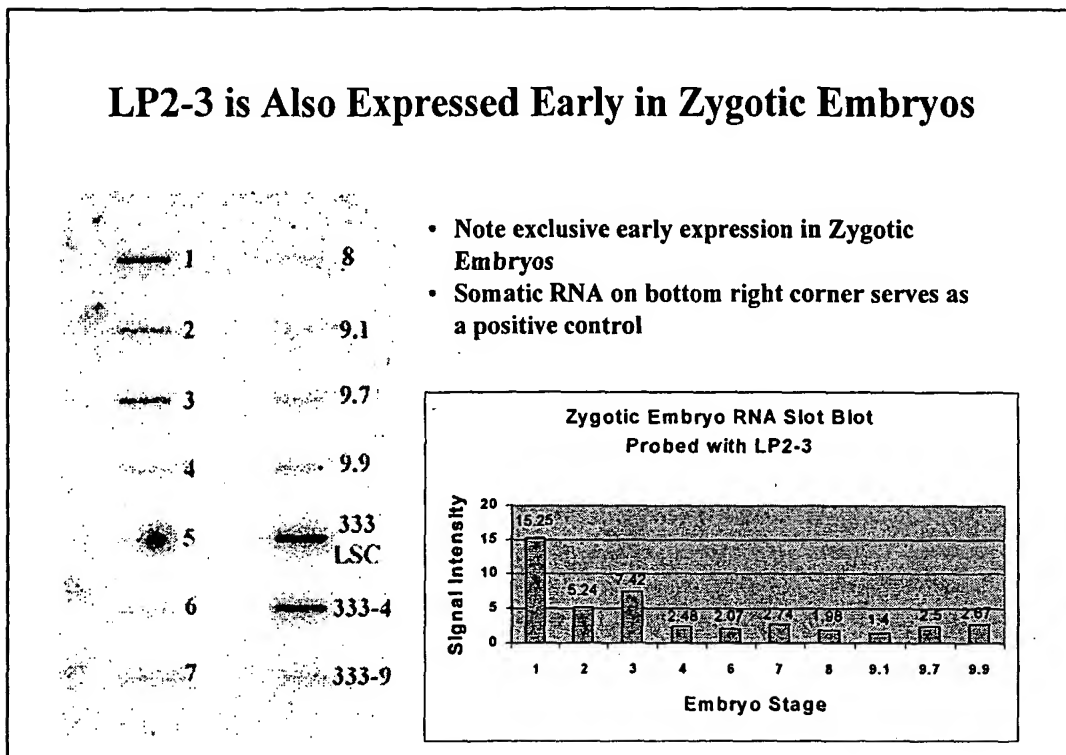 LP2-3 is Also Expressed Early in Zygotic Embryos
1
8
2
9.1
3
9.7
4
9.9
5
333
LSC
6
333-4
7
333-9
• Note exclusive early expression in Zygotic
Embryos
• Somatic RNA on bottom right corner serves as
a positive control
Zygotic Embryo RNA Slot Blot
Probed with LP2-3
Signal Intensity
20
15
10
5
0
15.25
5.24
7.42
2.48
2.07
2.74
1.98
1.4
2.5
2.67
1 2 3 4 6 7 8 9.1 9.7 9.9
Embryo Stage